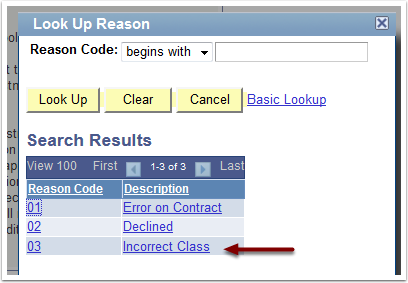 Look Up Reason
Reason Code: begins with
Look Up Clear Cancel Basic Lookup
Search Results
View 100 First 1-3 of 3 Last
Reason Code Description
01 Error on Contract
02 Declined
03 Incorrect Class